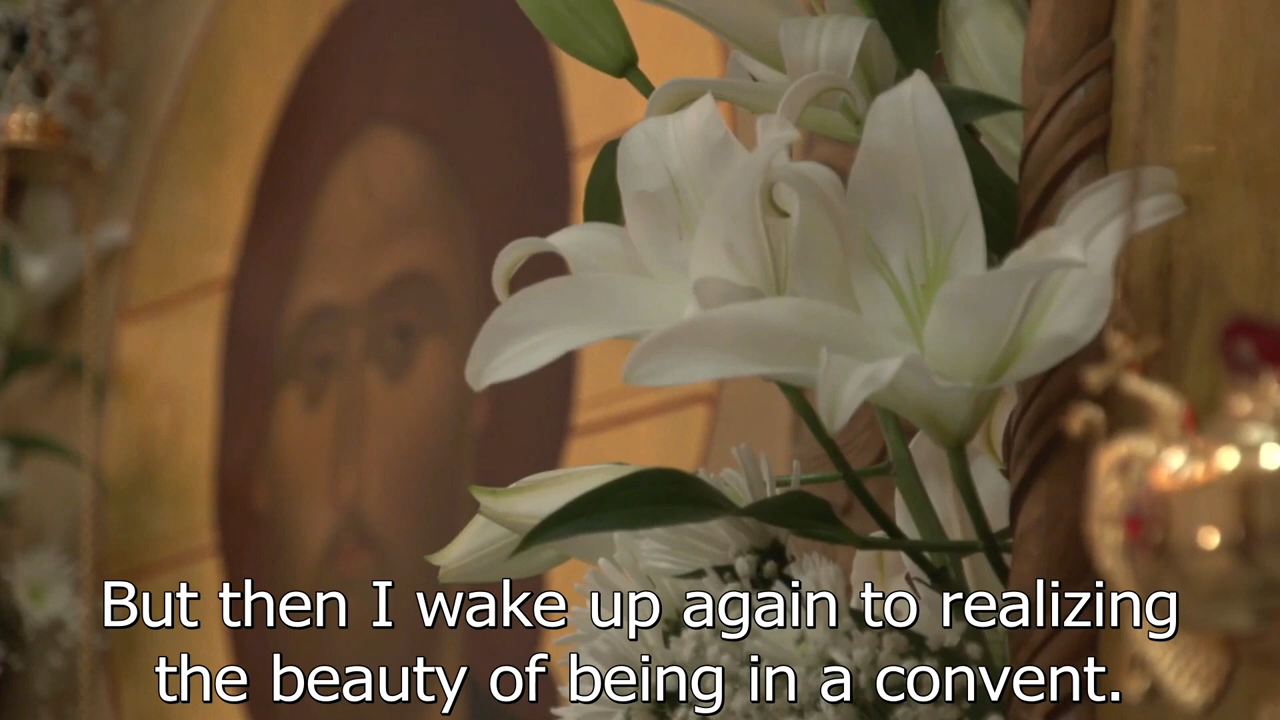 But then I wake up again to realizing
the beauty of being in a convent.